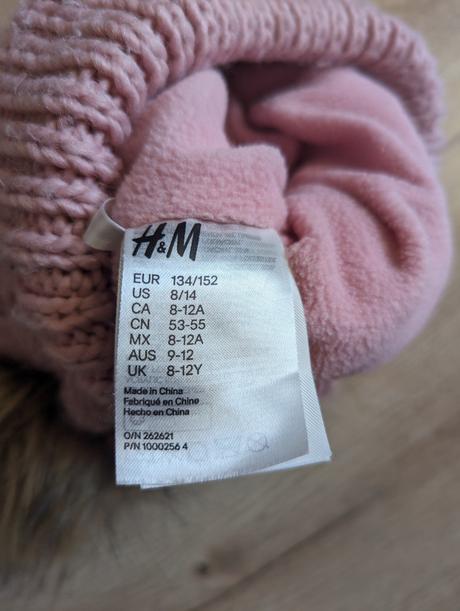 H&M
EUR 134/152
US 8/14
CA 8-12A
CN 53-55
MX 8-12A
AUS 9-12
UK 8-12Y
Made in China
Fabriqué en Chine
Hecho en China
O/N 262621
P/N 1000256 4